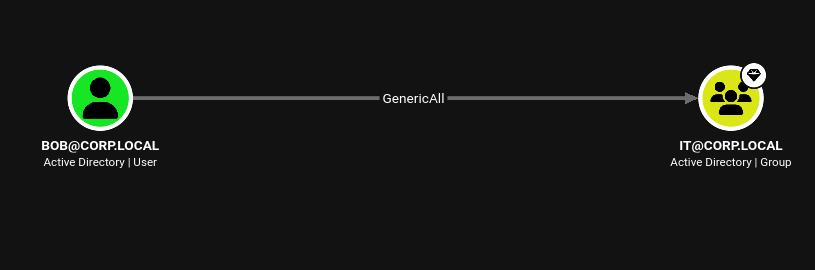 GenericAll
BOB@CORP.LOCAL
Active Directory | User
IT@CORP.LOCAL
Active Directory | Group